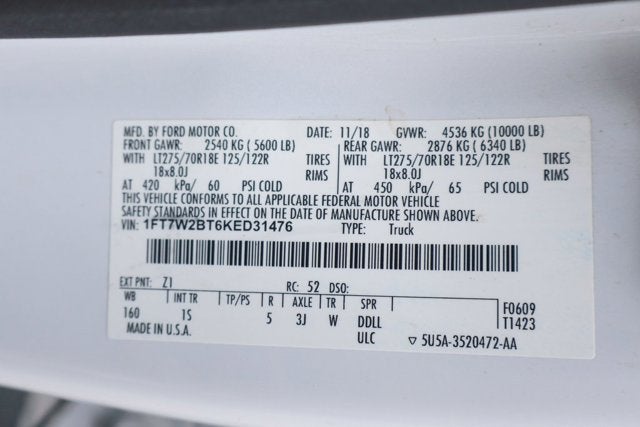 MFD. BY FORD MOTOR CO. DATE: 11/18 GVWR: 4536 KG (10000 LB)
FRONT GAWR: 2540 KG ( 5600 LB) REAR GAWR: 2876 KG ( 6340 LB)
WITH LT275/70R18E 125/122R TIRES WITH LT275/70R18E 125/122R TIRES
18x8.0J RIMS 18x8.0J RIMS
AT 420 kPa/ 60 PSI COLD AT 450 kPa/ 65 PSI COLD
THIS VEHICLE CONFORMS TO ALL APPLICABLE FEDERAL MOTOR VEHICLE
SAFETY STANDARDS IN EFFECT ON THE DATE OF MANUFACTURE SHOWN ABOVE.
VIN: 1FT7W2BT6KED31476 TYPE: Truck
EXT PNT: Z1 RC: 52 DSO:
WB INT TR TP/PS R AXLE TR SPR F0609
160 1S 5 3J W DDLL T1423
MADE IN U.S.A. ULC ▽ 5U5A-3520472-AA